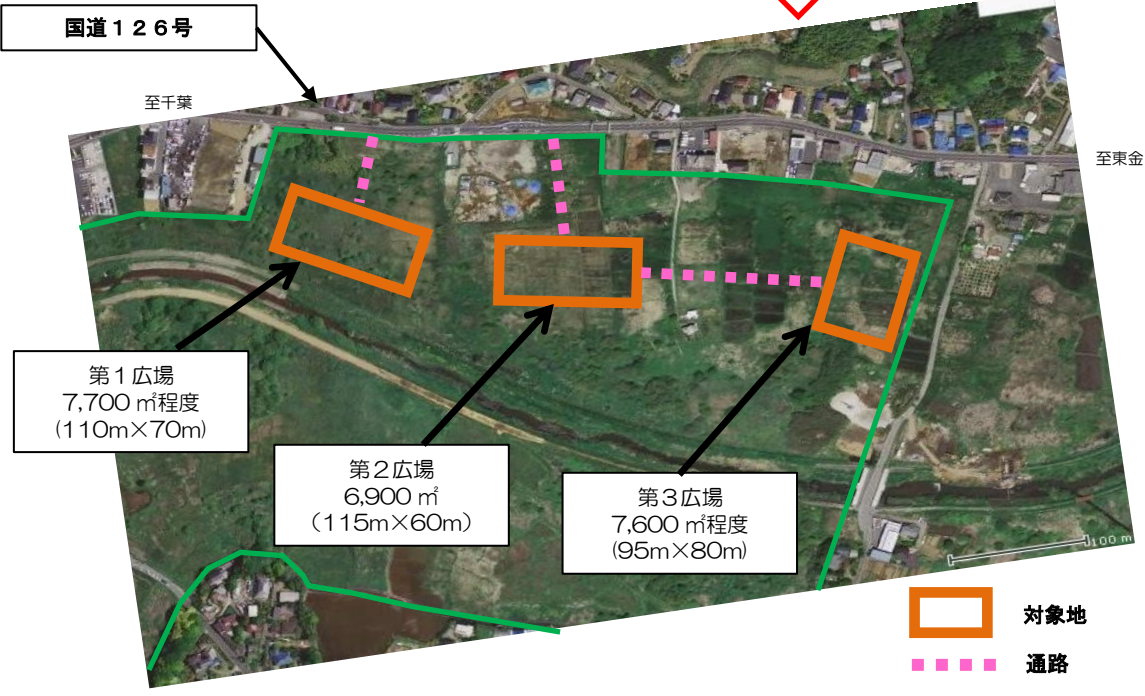 国道１２６号
至千葉
至東金
第１広場
7,700 ㎡程度
(110m×70m)
第２広場
6,900 ㎡
（115m×60m）
第３広場
7,600 ㎡程度
(95m×80m)
100 m
対象地
通路